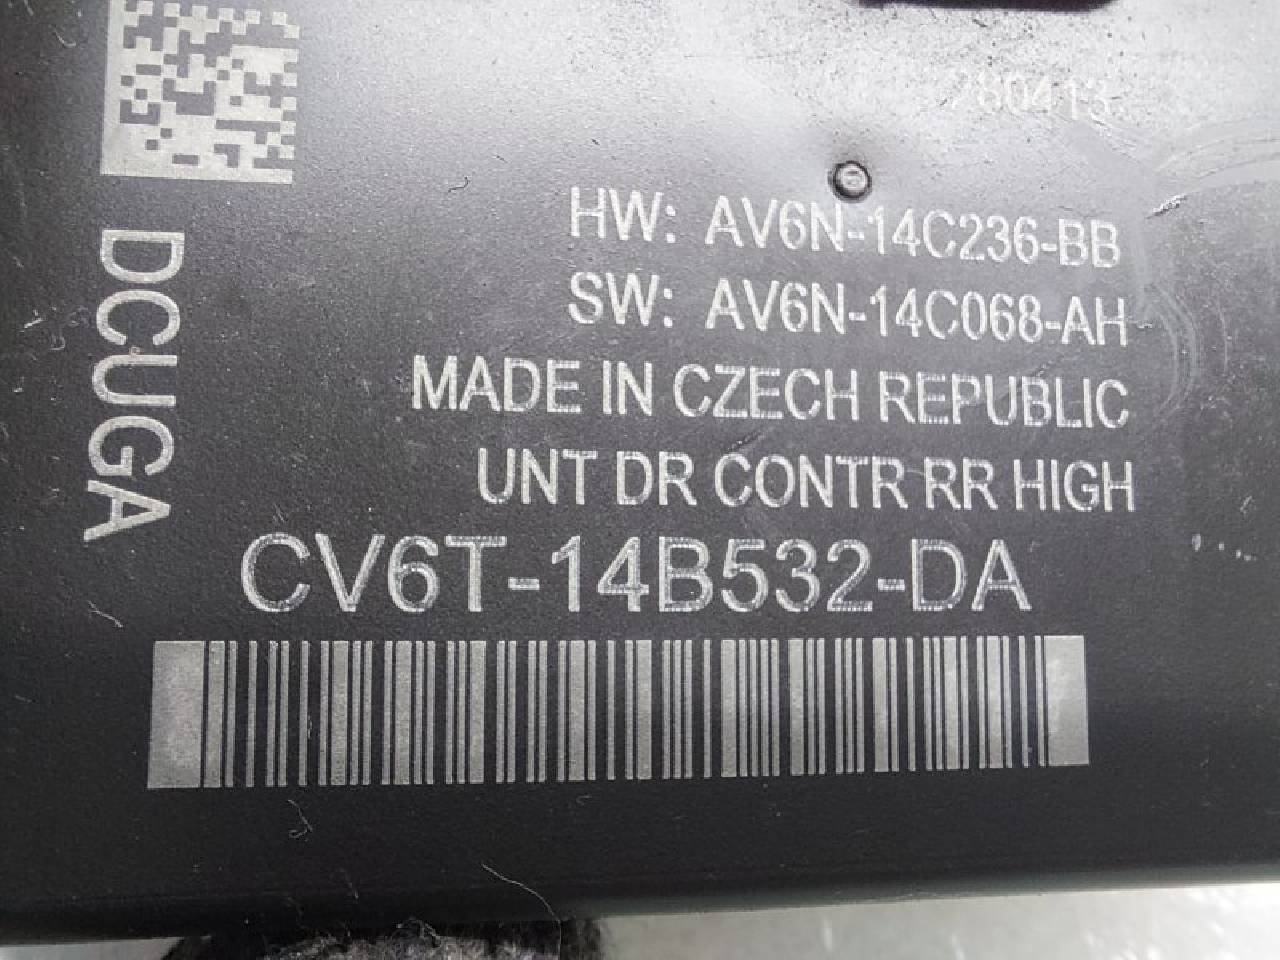 280413
HW: AV6N-14C236-BB
SW: AV6N-14C068-AH
MADE IN CZECH REPUBLIC
UNT DR CONTR RR HIGH
CV6T-14B532-DA
DCUGA